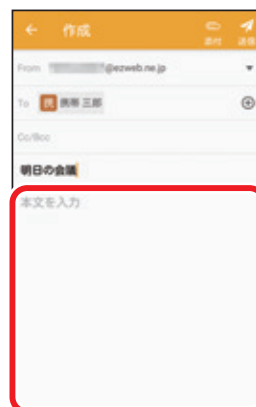 作成
添付 送信
From @ezweb.ne.jp
To 携 携帯 三郎
Cc/Bcc
明日の会議
本文を入力